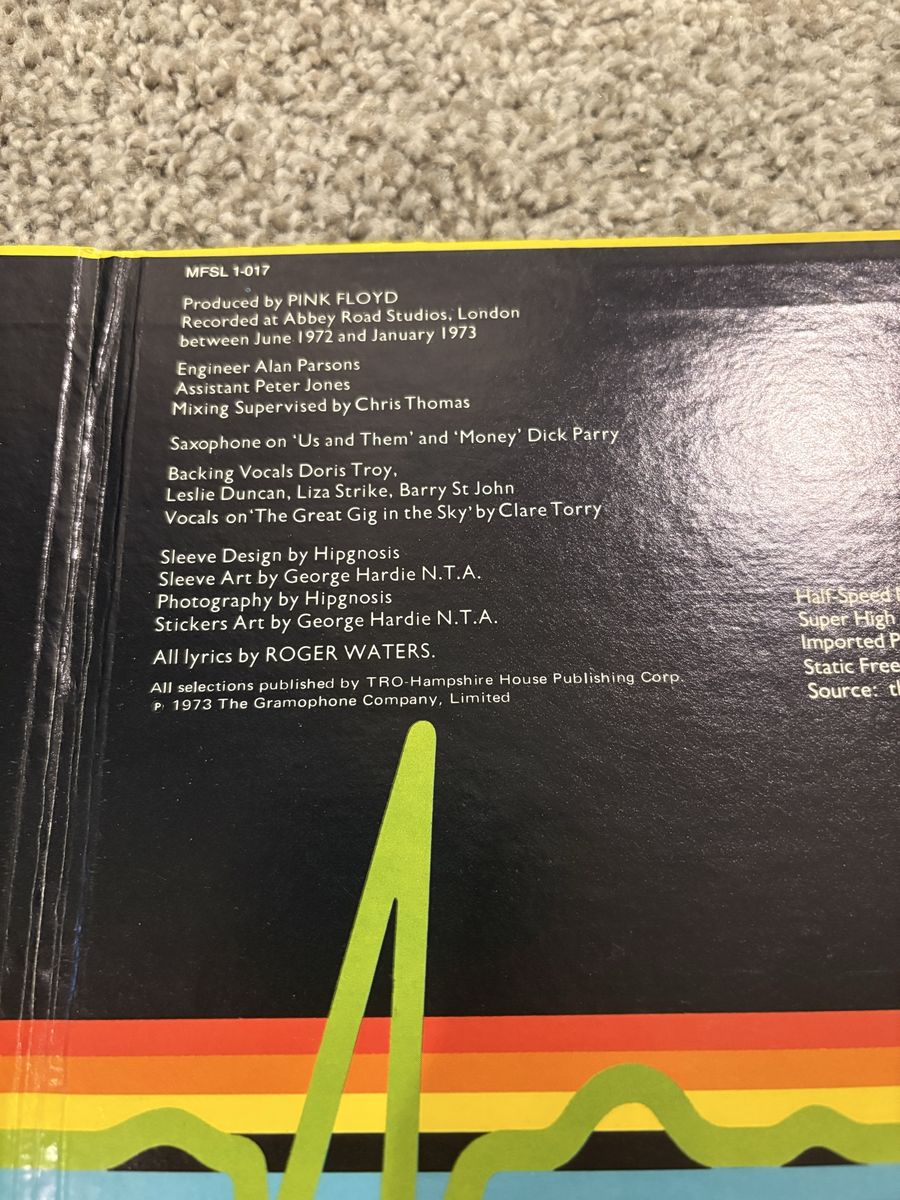 MFSL 1-017
Produced by PINK FLOYD
Recorded at Abbey Road Studios, London
between June 1972 and January 1973
Engineer Alan Parsons
Assistant Peter Jones
Mixing Supervised by Chris Thomas
Saxophone on ‘Us and Them’ and ‘Money’ Dick Parry
Backing Vocals Doris Troy,
Leslie Duncan, Liza Strike, Barry St John
Vocals on ‘The Great Gig in the Sky’ by Clare Torry
Sleeve Design by Hipgnosis
Sleeve Art by George Hardie N.T.A.
Photography by Hipgnosis
Stickers Art by George Hardie N.T.A.
All lyrics by ROGER WATERS.
All selections published by TRO-Hampshire House Publishing Corp.
℗ 1973 The Gramophone Company, Limited
Half-Speed
Super High
Imported
Static Free
Source: